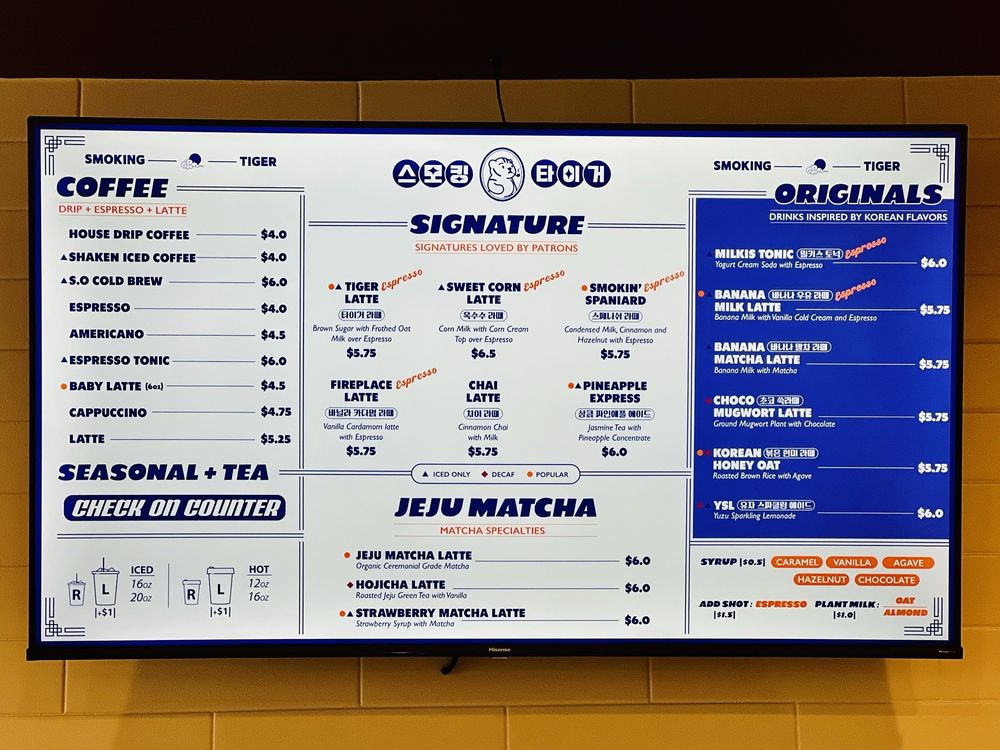 SMOKING TIGER
COFFEE
DRIP + ESPRESSO + LATTE
HOUSE DRIP COFFEE $4.0
SHAKEN ICED COFFEE $4.0
S.O COLD BREW $6.0
ESPRESSO $4.0
AMERICANO $4.5
ESPRESSO TONIC $6.0
BABY LATTE (6oz) $4.5
CAPPUCCINO $4.75
LATTE $5.25
SEASONAL + TEA
CHECK ON COUNTER
R L |+$1|
ICED
16OZ
20OZ
R L |+$1|
HOT
12OZ
16OZ
스모킹 타이거
SIGNATURE
SIGNATURES LOVED BY PATRONS
TIGER Espresso
LATTE
타이거 라떼
Brown Sugar with Frothed Oat
Milk over Espresso
$5.75
SWEET CORN Espresso
LATTE
옥수수 라떼
Corn Milk with Corn Cream
Top over Espresso
$6.5
SMOKIN' Espresso
SPANIARD
스패니쉬 라떼
Condensed Milk, Cinnamon and
Hazelnut with Espresso
$5.75
FIREPLACE Espresso
LATTE
바닐라 카다멈 라떼
Vanilla Cardamom latte
with Espresso
$5.75
CHAI
LATTE
차이 라떼
Cinnamon Chai
with Milk
$5.75
PINEAPPLE
EXPRESS
상큼 파인애플 에이드
Jasmine Tea with
Pineapple Concentrate
$6.0
ICED ONLY DECAF POPULAR
JEJU MATCHA
MATCHA SPECIALTIES
JEJU MATCHA LATTE $6.0
Organic Ceremonial Grade Matcha
HOJICHA LATTE $6.0
Roasted Jeju Green Tea with Vanilla
STRAWBERRY MATCHA LATTE $6.0
Strawberry Syrup with Matcha
SMOKING TIGER
ORIGINALS
DRINKS INSPIRED BY KOREAN FLAVORS
MILKIS TONIC 밀키스 토닉 Espresso
Yogurt Cream Soda with Espresso $6.0
BANANA 바나나 우유 라떼 Espresso
MILK LATTE $5.75
Banana Milk with Vanilla Cold Cream and Espresso
BANANA 바나나 말차 라떼
MATCHA LATTE $5.75
Banana Milk with Matcha
CHOCO 초코 쑥라떼
MUGWORT LATTE $5.75
Ground Mugwort Plant with Chocolate
KOREAN 볶은 현미 라떼
HONEY OAT $5.75
Roasted Brown Rice with Agave
YSL 유자 스파클링 에이드
Yuzu Sparkling Lemonade $6.0
SYRUP |$0.5| CARAMEL VANILLA AGAVE
HAZELNUT CHOCOLATE
ADD SHOT: ESPRESSO |$1.5|
PLANT MILK: |$1.0| OAT
ALMOND
Hisense